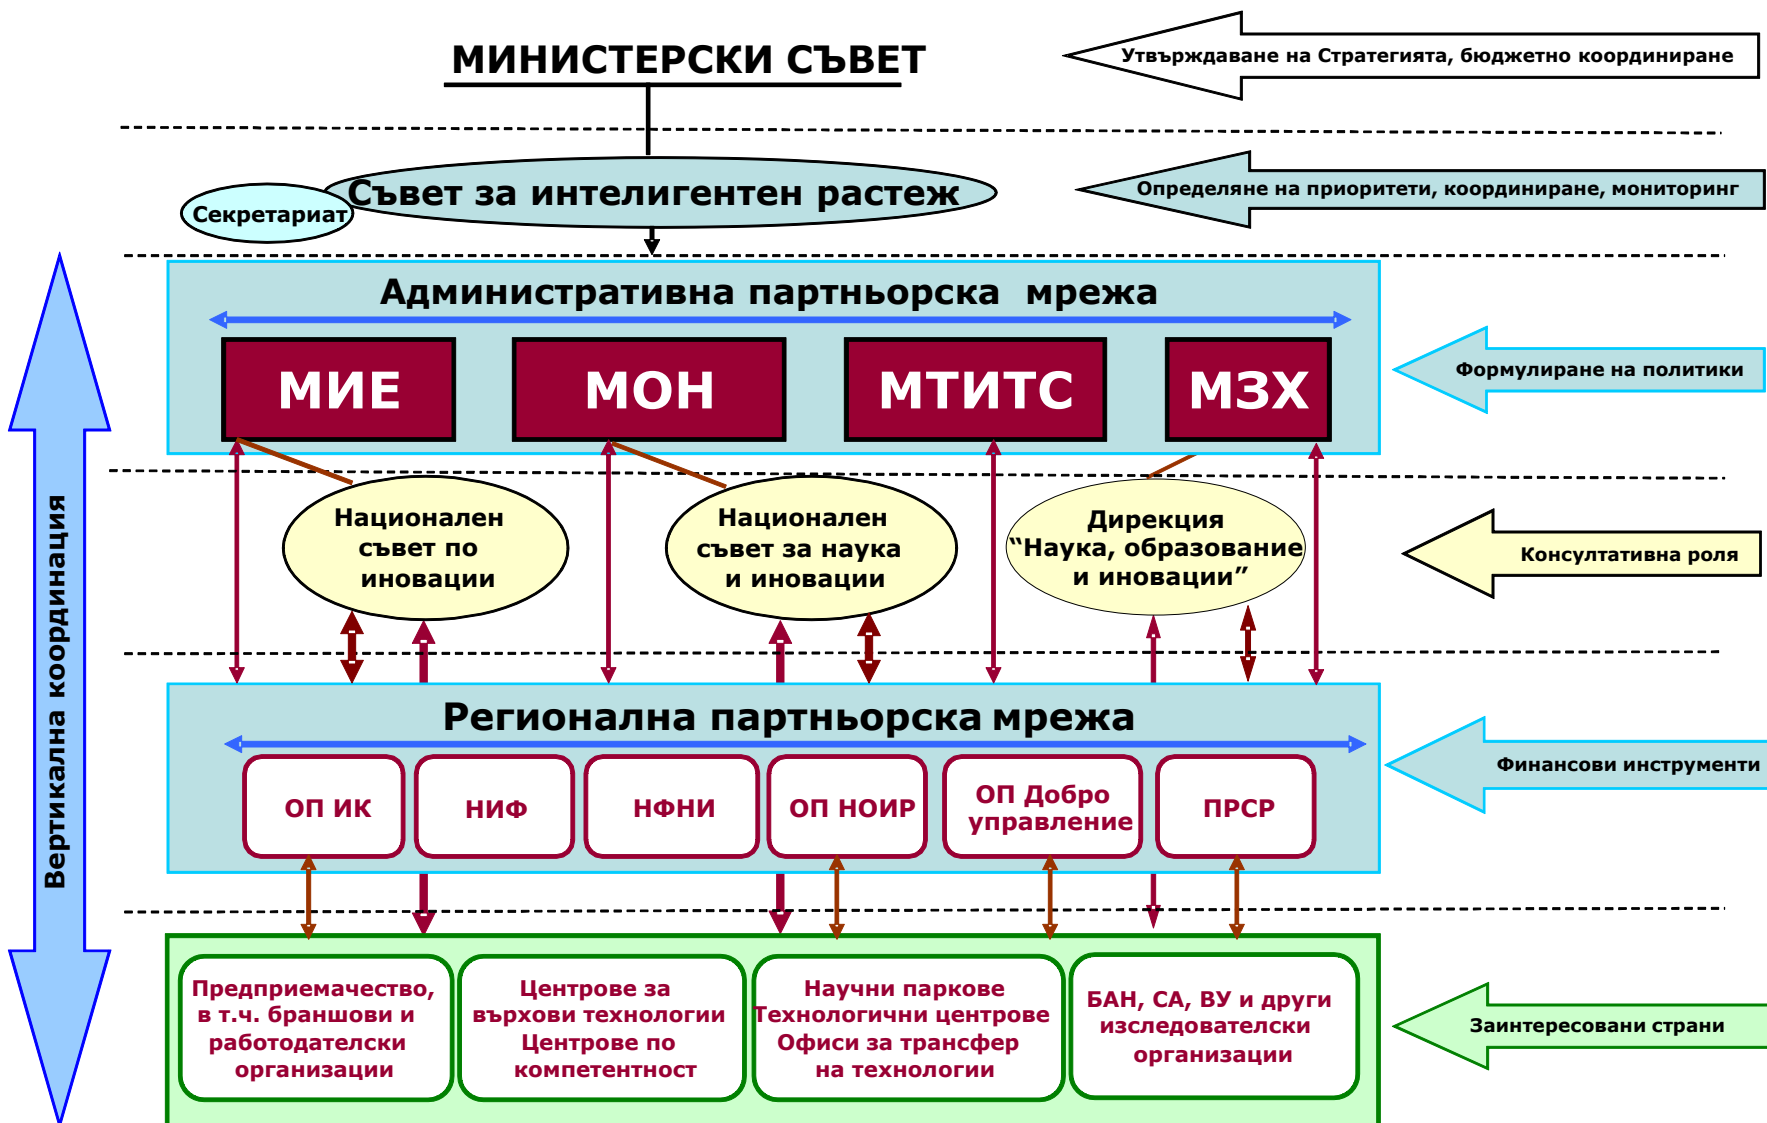 МИНИСТЕРСКИ СЪВЕТ
Утвърждаване на Стратегията, бюджетно координиране
Съвет за интелигентен растеж
Секретариат
Определяне на приоритети, координиране, мониторинг
Административна партньорска мрежа
МИЕ
МОН
МТИТС
МЗХ
Формулиране на политики
Вертикална координация
Национален
съвет по
иновации
Национален
съвет за наука
и иновации
Дирекция
“Наука, образование
и иновации”
Консултативна роля
Регионална партньорска мрежа
ОП ИК
НИФ
НФНИ
ОП НОИР
ОП Добро
управление
ПРСР
Финансови инструменти
Предприемачество,
в т.ч. браншови и
работодателски
организации
Центрове за
върхови технологии
Центрове по
компетентност
Научни паркове
Технологични центрове
Офиси за трансфер
на технологии
БАН, СА, ВУ и други
изследователски
организации
Заинтересовани страни